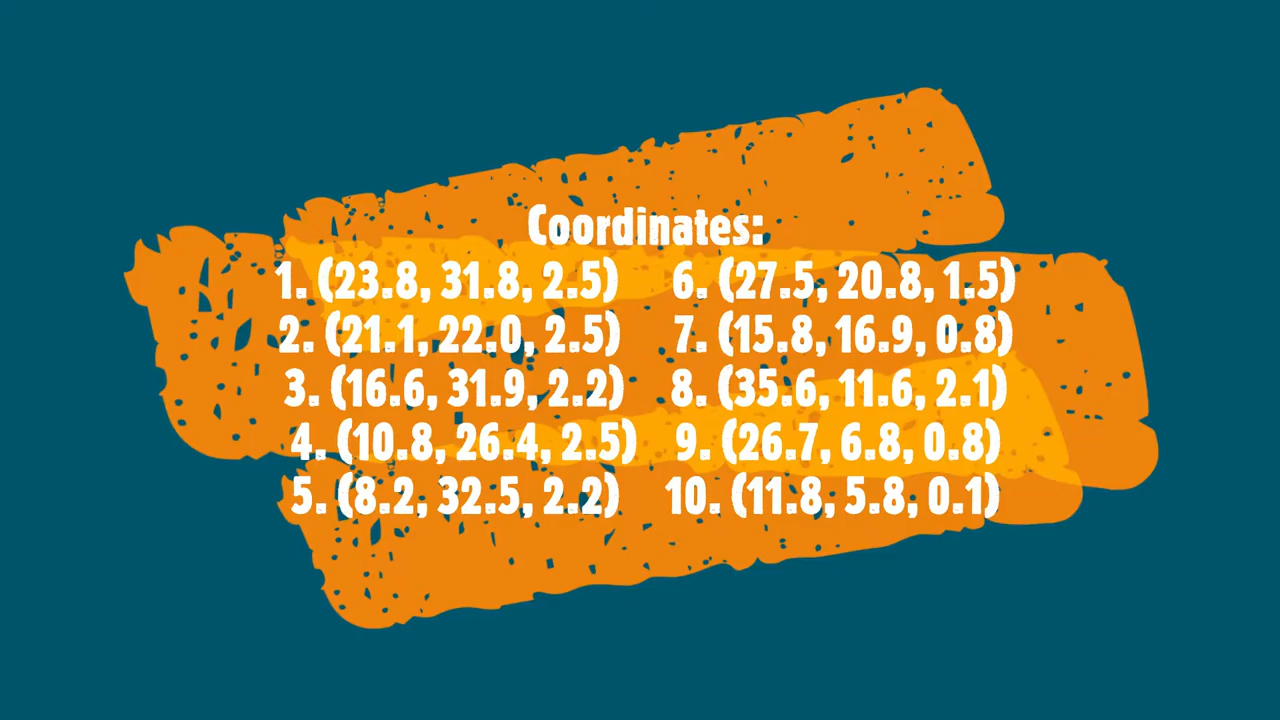 Coordinates:
1. (23.8, 31.8, 2.5) 6. (27.5, 20.8, 1.5)
2. (21.1, 22.0, 2.5) 7. (15.8, 16.9, 0.8)
3. (16.6, 31.9, 2.2) 8. (35.6, 11.6, 2.1)
4. (10.8, 26.4, 2.5) 9. (26.7, 6.8, 0.8)
5. (8.2, 32.5, 2.2) 10. (11.8, 5.8, 0.1)